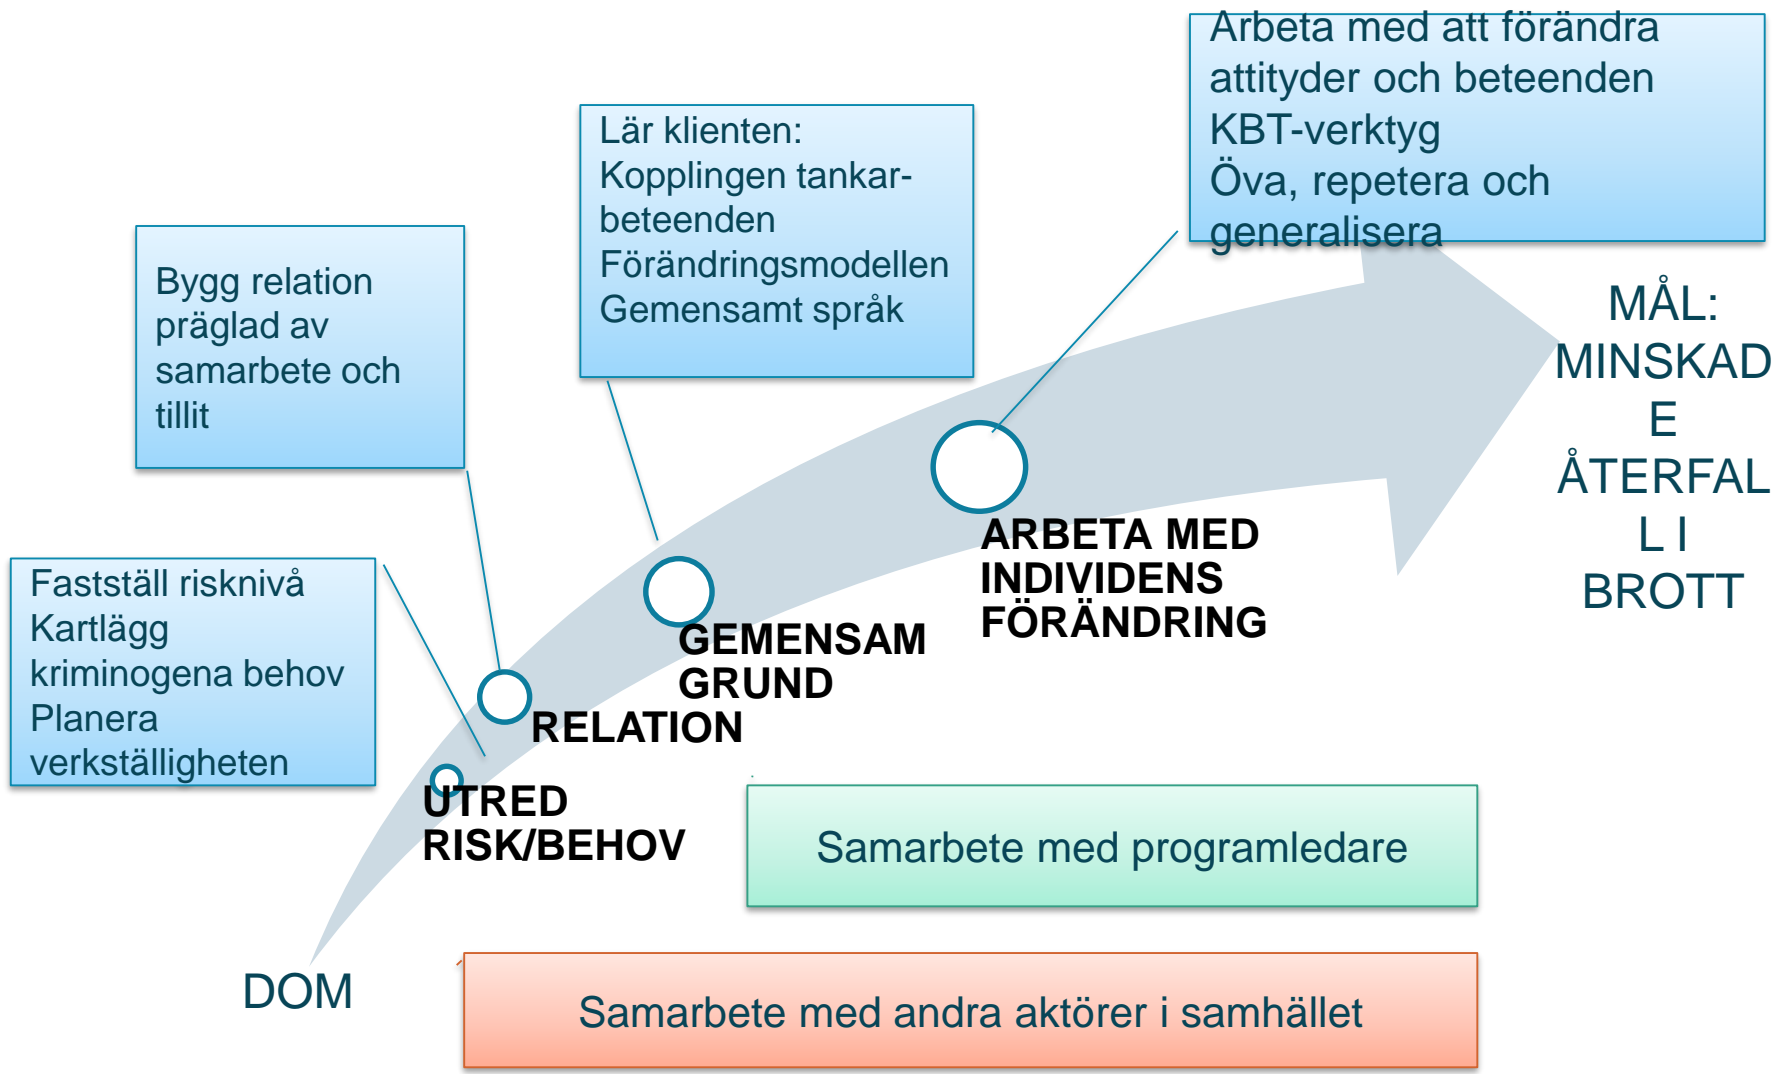 Arbeta med att förändra
attityder och beteenden
KBT-verktyg
Öva, repetera och
generalisera
Lär klienten:
Kopplingen tankar-
beteenden
Förändringsmodellen
Gemensamt språk
Bygg relation
präglad av
samarbete och
tillit
Fastställ risknivå
Kartlägg
kriminogena behov
Planera
verkställigheten
MÅL:
MINSKAD
E
ÅTERFAL
L I
BROTT
ARBETA MED
INDIVIDENS
FÖRÄNDRING
GEMENSAM
GRUND
RELATION
UTRED
RISK/BEHOV
Samarbete med programledare
DOM
Samarbete med andra aktörer i samhället